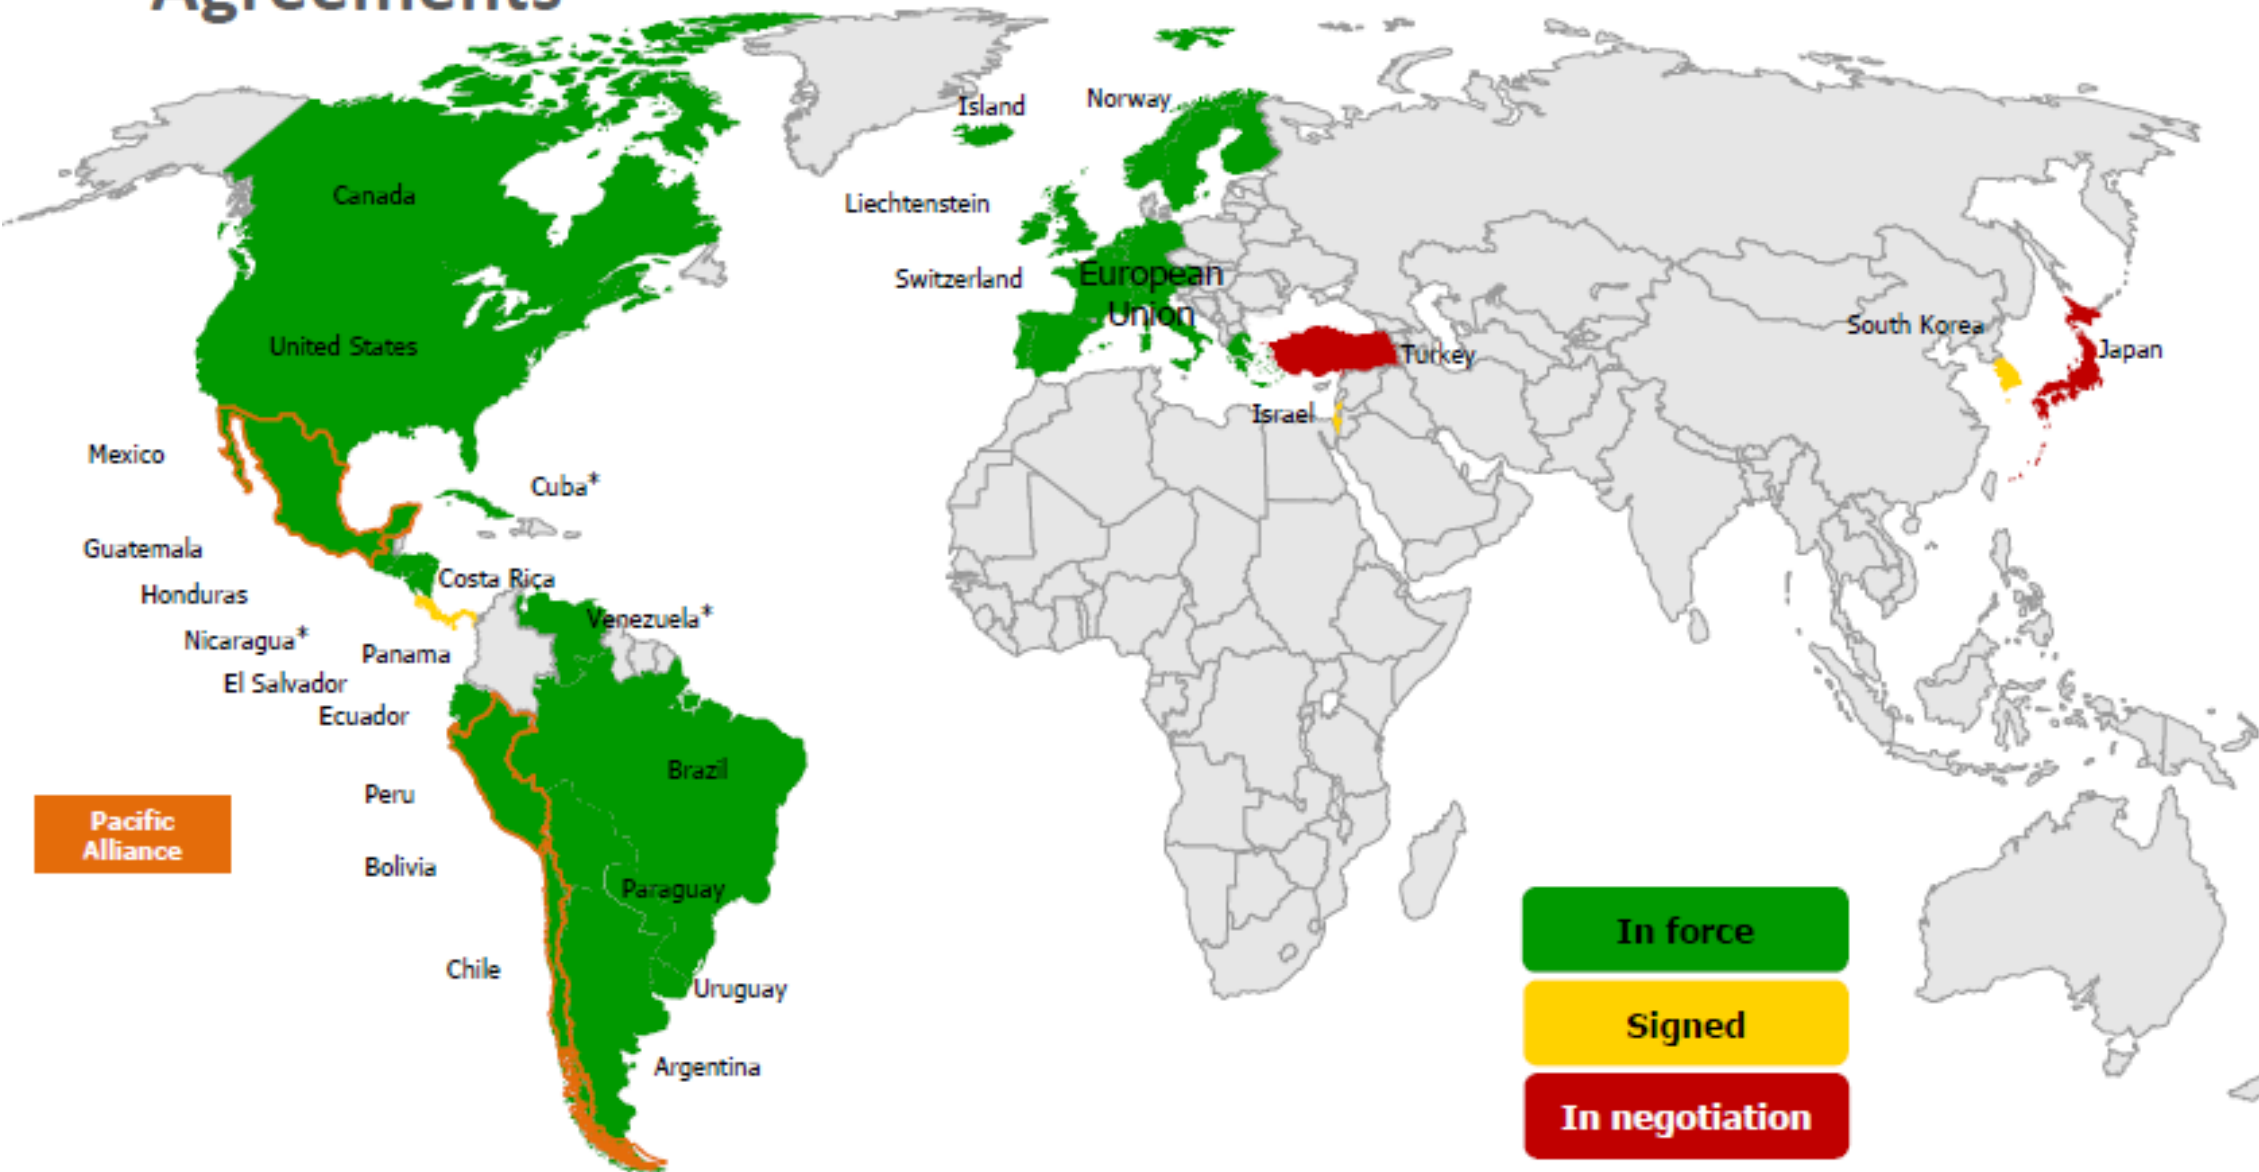 Agreements
Island
Norway
Canada
Liechtenstein
Switzerland
European
Union
United States
South Korea
Turkey
Japan
Israel
Mexico
Cuba*
Guatemala
Costa Rica
Honduras
Venezuela*
Nicaragua*
Panama
El Salvador
Ecuador
Brazil
Peru
Pacific
Alliance
Bolivia
Paraguay
Chile
Uruguay
Argentina
In force
Signed
In negotiation